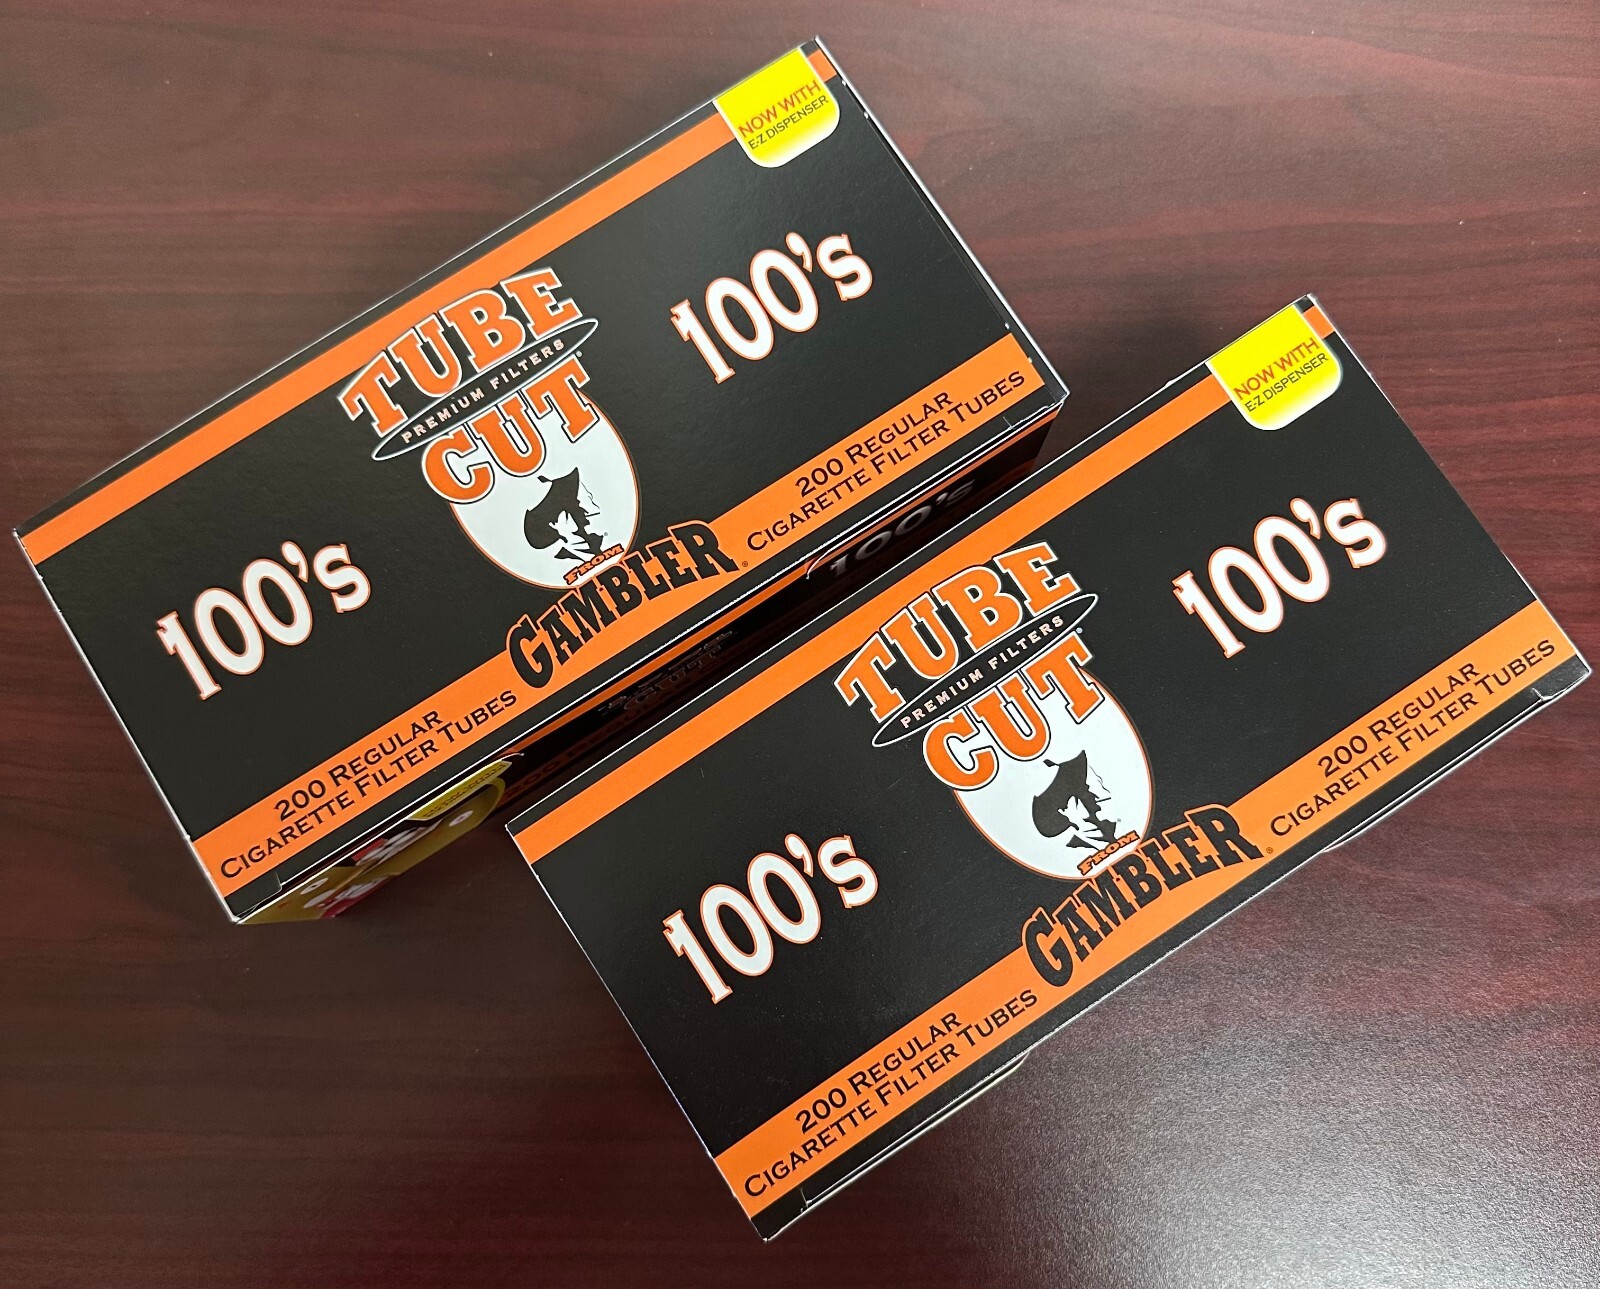 NOW WITH
E-Z DISPENSER
TUBE
PREMIUM FILTERS
CUT
100's
100's
FROM
GAMBLER
200 REGULAR
CIGARETTE FILTER TUBES
200 REGULAR
CIGARETTE FILTER TUBES
100's
NOW WITH
E-Z DISPENSER
TUBE
PREMIUM FILTERS
CUT
100's
100's
FROM
GAMBLER
200 REGULAR
CIGARETTE FILTER TUBES
200 REGULAR
CIGARETTE FILTER TUBES